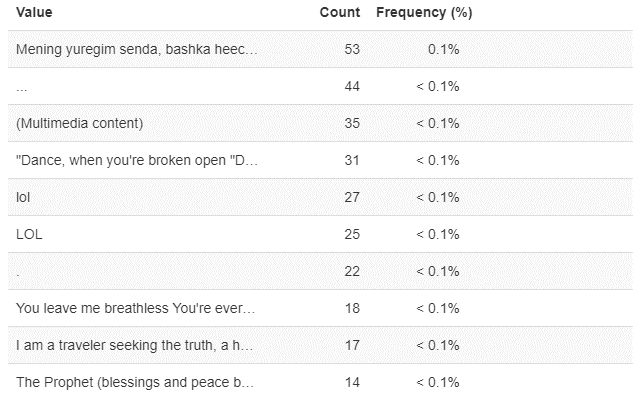 Value Count Frequency (%)
Mening yuregim senda, bashka heec... 53 0.1%
... 44 < 0.1%
(Multimedia content) 35 < 0.1%
"Dance, when you're broken open "D... 31 < 0.1%
lol 27 < 0.1%
LOL 25 < 0.1%
. 22 < 0.1%
You leave me breathless You're ever... 18 < 0.1%
I am a traveler seeking the truth, a h... 17 < 0.1%
The Prophet (blessings and peace b... 14 < 0.1%